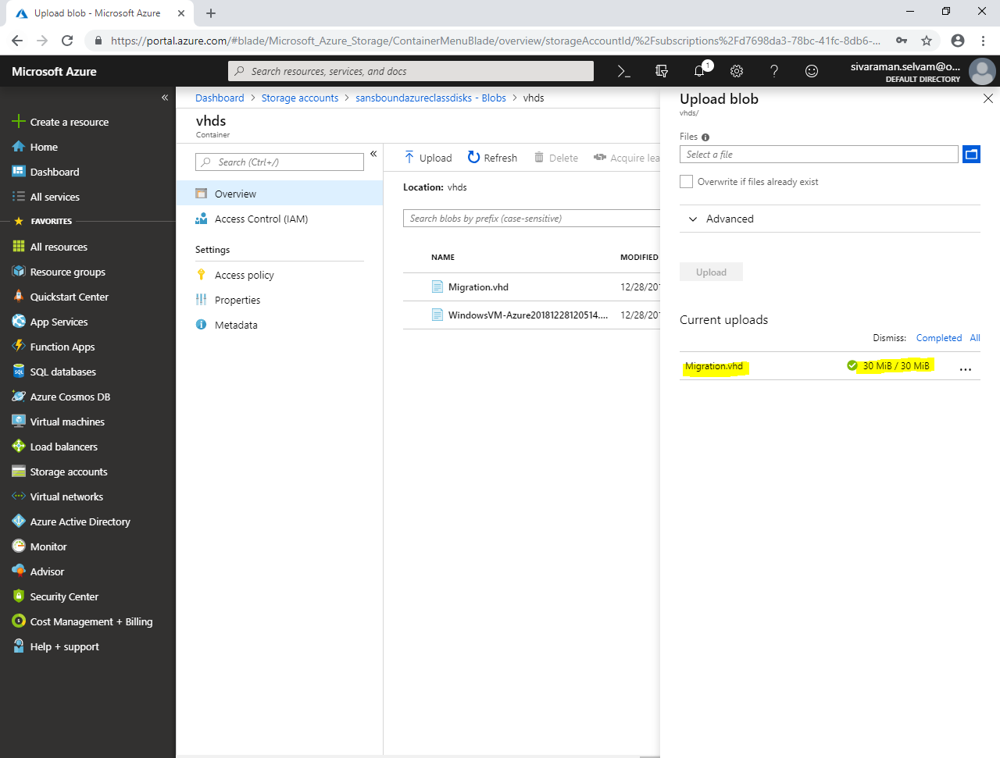 Upload blob - Microsoft Azure
https://portal.azure.com/#blade/Microsoft_Azure_Storage/ContainerMenuBlade/overview/storageAccountId/%2Fsubscriptions%2Fd7698da3-78bc-41fc-8db6-...
Microsoft Azure
Search resources, services, and docs
1
sivaraman.selvam@o...
DEFAULT DIRECTORY
Create a resource
Home
Dashboard
All services
FAVORITES
All resources
Resource groups
Quickstart Center
App Services
Function Apps
SQL databases
Azure Cosmos DB
Virtual machines
Load balancers
Storage accounts
Virtual networks
Azure Active Directory
Monitor
Advisor
Security Center
Cost Management + Billing
Help + support
Dashboard > Storage accounts > sansboundazureclassdisks - Blobs > vhds
vhds
Container
Search (Ctrl+/)
Overview
Access Control (IAM)
Settings
Access policy
Properties
Metadata
Upload Refresh Delete Acquire lea
Location: vhds
Search blobs by prefix (case-sensitive)
NAME MODIFIED
Migration.vhd 12/28/201
WindowsVM-Azure20181228120514.... 12/28/201
Upload blob
vhds/
Files
Select a file
Overwrite if files already exist
Advanced
Upload
Current uploads
Dismiss: Completed All
Migration.vhd 30 MiB / 30 MiB ...